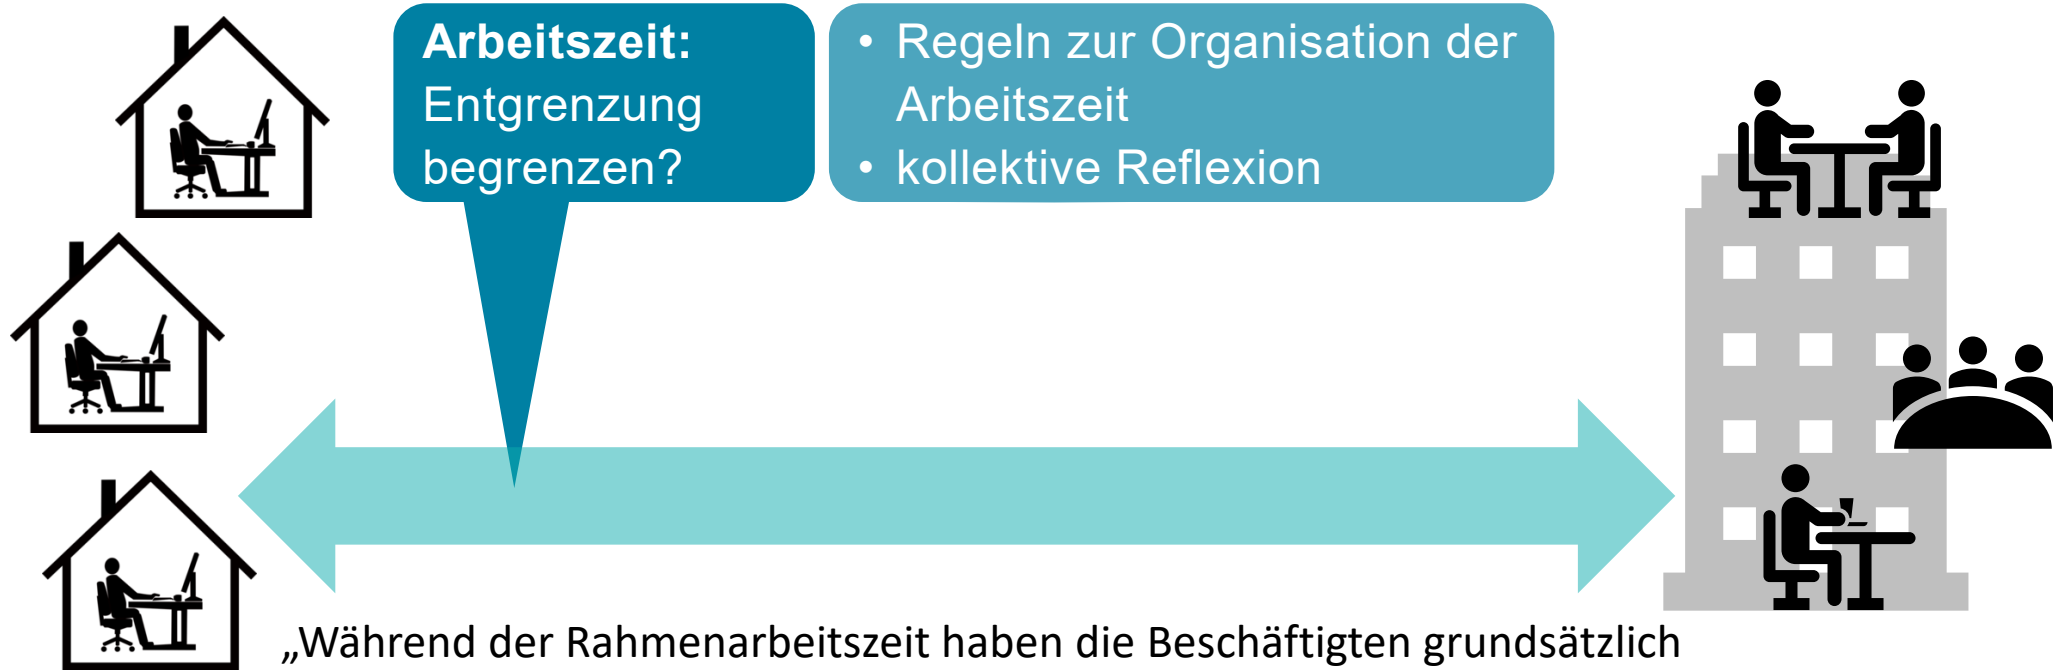 Arbeitszeit:
Entgrenzung
begrenzen?
• Regeln zur Organisation der
Arbeitszeit
• kollektive Reflexion
„Während der Rahmenarbeitszeit haben die Beschäftigten grundsätzlich